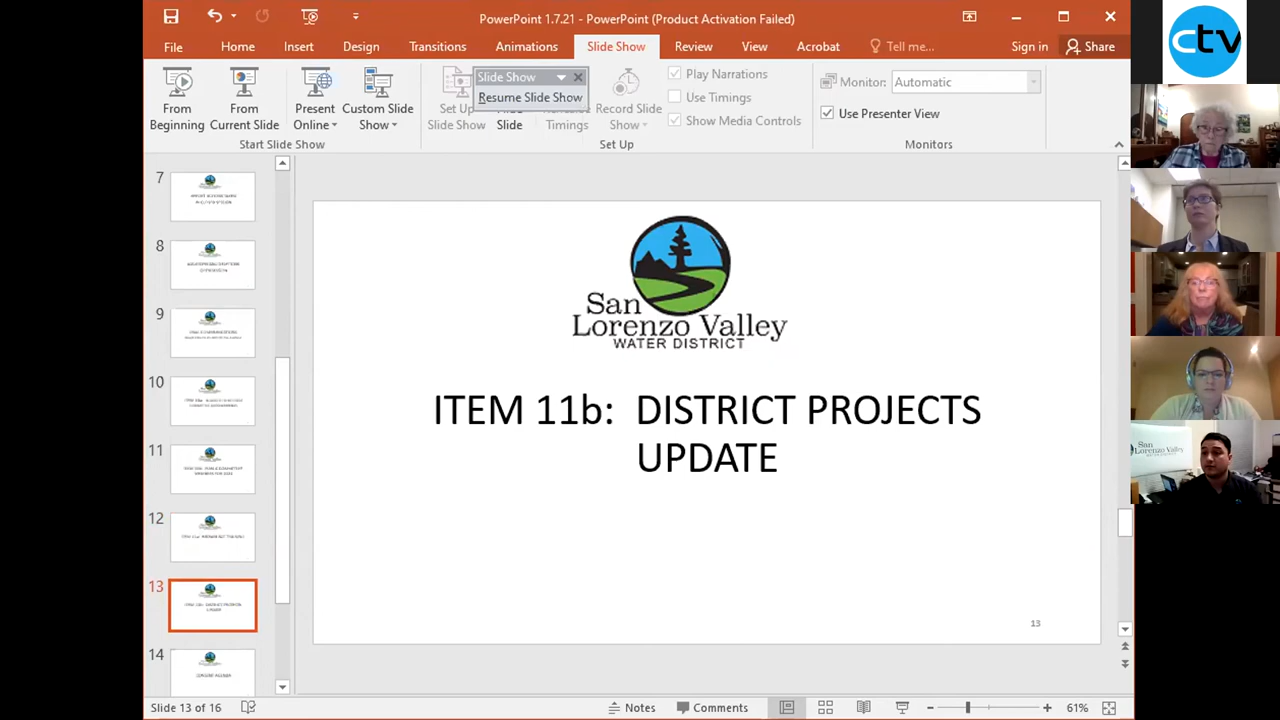 PowerPoint 1.7.21 - PowerPoint (Product Activation Failed)
File Home Insert Design Transitions Animations Slide Show Review View Acrobat Tell me... Sign in Share
From Beginning
From Current Slide
Present Online
Custom Slide Show
Start Slide Show
Set Up Slide Show
Slide Show
Resume Slide Show
Slide
Timings
Record Slide Show
Set Up
Play Narrations
Use Timings
Show Media Controls
Monitor: Automatic
Use Presenter View
Monitors
7
8
9
10
11
12
13
14
San
Lorenzo Valley
WATER DISTRICT
ITEM 11b: DISTRICT PROJECTS
UPDATE
13
Slide 13 of 16
Notes
Comments
61%
ctv
San
Lorenzo Valley